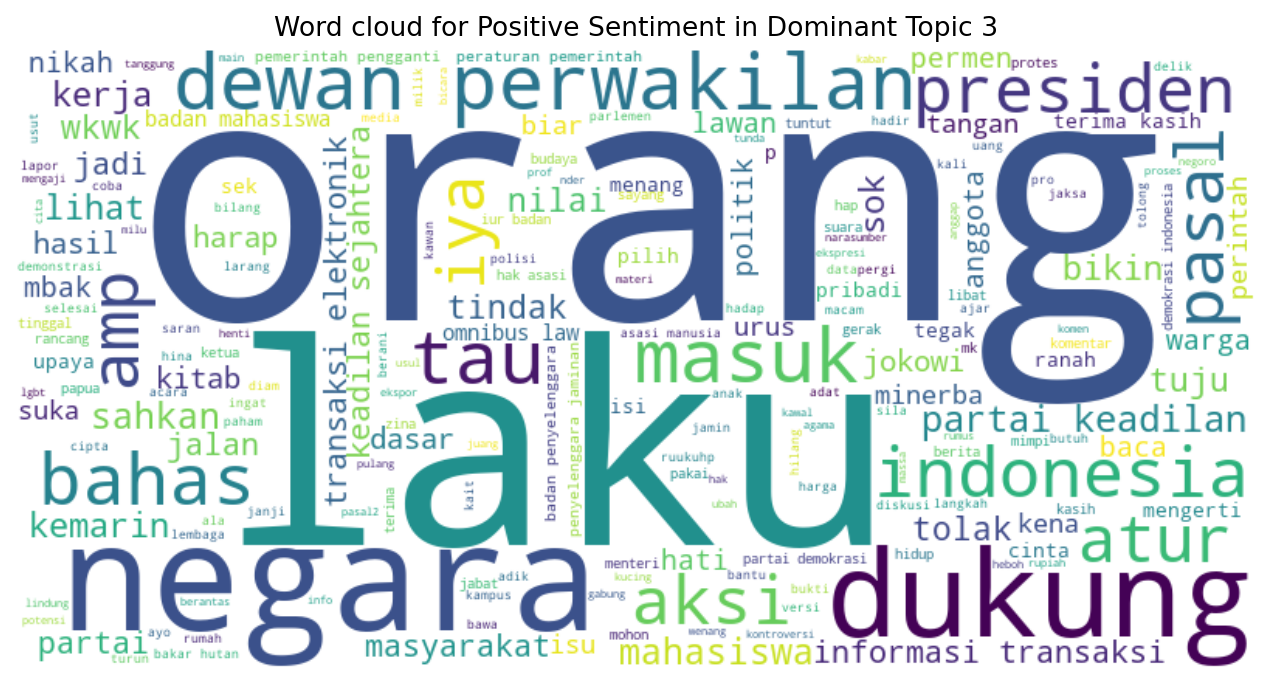 Word cloud for Positive Sentiment in Dominant Topic 3
nikah
tanggung
main
pemerintah pengganti
peraturan pemerintah
kabar
permen
protes
delik
kerja
dewan perwakilan
presiden
milik
bicara
usut
wkwk
badan mahasiswa
media
biar
parlemen
lawan
tuntut
hadir
tangan
terima kasih
lapor
mengaji
jadi
coba
orang
transaksi elektronik
keadilan sejahtera
budaya
prof
nder
menang
sayang
tunda
p
kali
uang
pro
jaksa
tolong
proses
negoro
pasal
cita
milu
lihat
sek
bilang
iya
nilai
iur badan
politik
hap
suara
narasumber
sok
anggota
anggap
demokrasi indonesia
perintah
hasil
harap
larang
kawan
polisi
hak asasi
pilih
materi
ekspresi
data
pergi
bikin
demonstrasi
mbak
selesai
amp
tindak
pribadi
macam
libat
ajar
tinggal
rancang
saran
henti
omnibus law
asasi manusia
hadap
urus
gerak
tegak
mk
komen
komentar
ranah
warga
upaya
papua
hina
ketua
laku
tau
usul
berani
masuk
jokowi
tuju
lgbt
acara
kitab
diam
ekspor
badan penyelenggara
penyelenggara jaminan
anak
adat
minerba
suka
sahkan
ingat
paham
zina
isi
kawal
agama
sila
partai keadilan
cipta
jalan
dasar
juang
jamin
hilang
rumus
mimpi
butuh
baca
bahas
pulang
ruukuhp
pakai
hak
harga
massa
berita
indonesia
janji
pasal2
terima
kait
ubah
diskusi
langkah
kasih
mengerti
kemarin
ala
lembaga
tolak
kena
atur
negara
menteri
hati
partai demokrasi
hidup
cinta
heboh
rupiah
jabat
adik
kampus
gabung
kucing
bantu
bukti
versi
dukung
lindung
potensi
berantas
info
aksi
bawa
mohon
wenang
kontroversi
partai
ayo
rumah
turun
bakar hutan
masyarakat
isu
mahasiswa
informasi transaksi